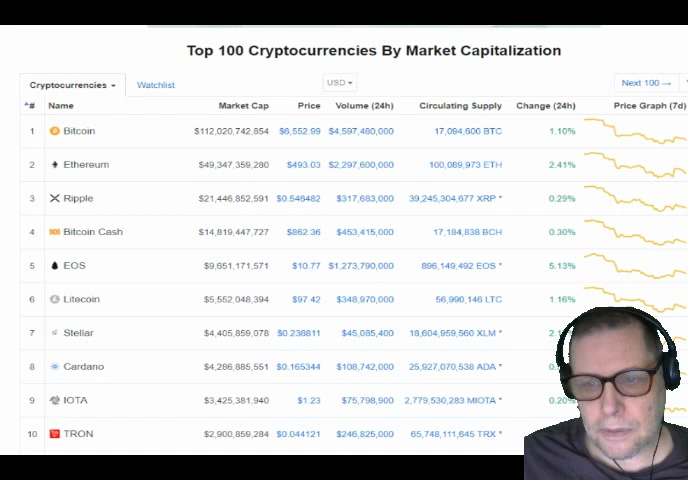 Top 100 Cryptocurrencies By Market Capitalization
Cryptocurrencies Watchlist USD Next 100 →
# Name Market Cap Price Volume (24h) Circulating Supply Change (24h) Price Graph (7d)
1 Bitcoin $112,020,742,854 $6,552.99 $4,597,480,000 17,094,600 BTC 1.10%
2 Ethereum $49,347,359,280 $493.03 $2,297,600,000 100,089,973 ETH 2.41%
3 Ripple $21,446,852,591 $0.546482 $317,683,000 39,245,304,677 XRP * 0.29%
4 Bitcoin Cash $14,819,447,727 $862.36 $453,415,000 17,184,838 BCH 0.30%
5 EOS $9,651,171,571 $10.77 $1,273,790,000 896,149,492 EOS * 5.13%
6 Litecoin $5,552,048,394 $97.42 $348,970,000 56,990,146 LTC 1.16%
7 Stellar $4,405,859,078 $0.236811 $45,085,400 18,604,959,560 XLM *
8 Cardano $4,286,885,551 $0.165344 $108,742,000 25,927,070,538 ADA *
9 IOTA $3,425,381,940 $1.23 $75,798,900 2,779,530,283 MIOTA * 0.20%
10 TRON $2,900,859,284 $0.044121 $246,825,000 65,748,111,645 TRX *